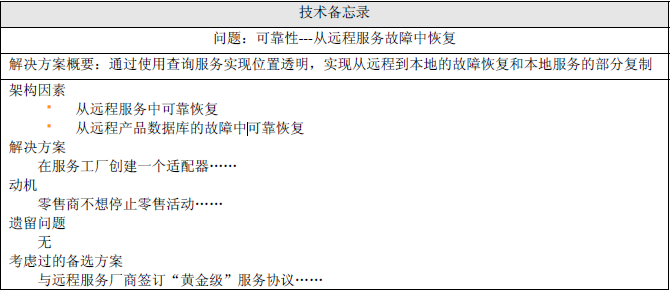 技术备忘录
问题：可靠性---从远程服务故障中恢复
解决方案概要：通过使用查询服务实现位置透明，实现从远程到本地的故障恢复和本地服务的部分复制
架构因素
* 从远程服务中可靠恢复
* 从远程产品数据库的故障中可靠恢复
解决方案
在服务工厂创建一个适配器……
动机
零售商不想停止零售活动……
遗留问题
无
考虑过的备选方案
与远程服务厂商签订“黄金级”服务协议……